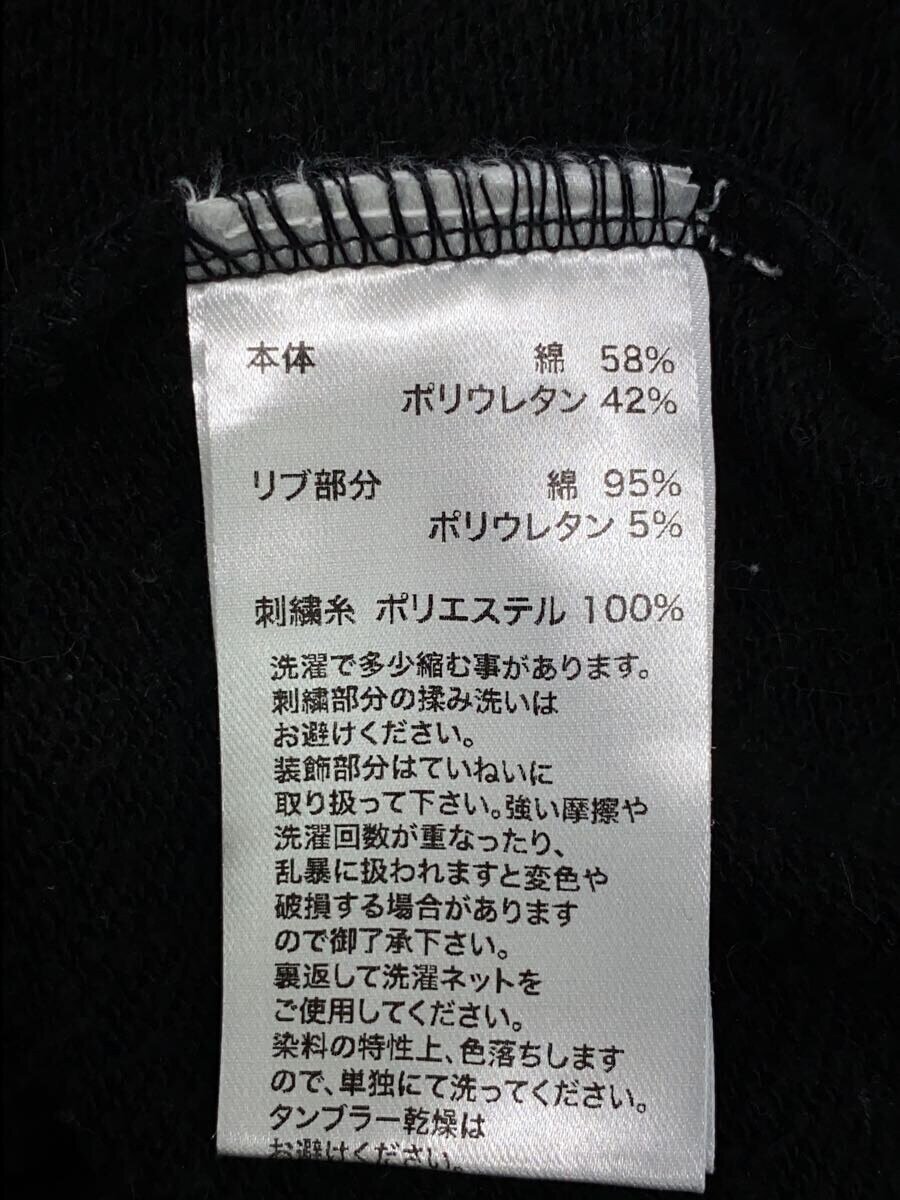 本体 綿 58%
ポリウレタン 42%
リブ部分 綿 95%
ポリウレタン 5%
刺繍糸 ポリエステル 100%
洗濯で多少縮む事があります。
刺繍部分の揉み洗いは
お避けください。
装飾部分はていねいに
取り扱って下さい。強い摩擦や
洗濯回数が重なったり、
乱暴に扱われますと変色や
破損する場合があります
ので御了承下さい。
裏返して洗濯ネットを
ご使用してください。
染料の特性上、色落ちします
ので、単独にて洗ってください。
タンブラー乾燥は
お避けください。